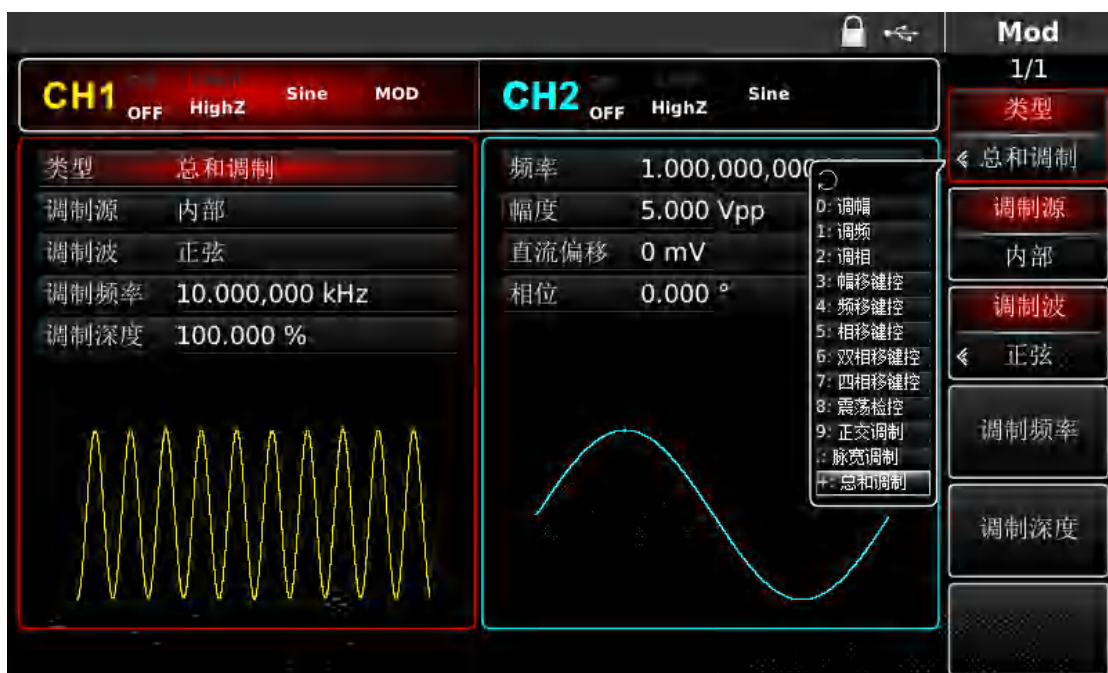 Mod
1/1
CH1 OFF HighZ Sine MOD
CH2 OFF HighZ Sine
类型 总和调制
调制源 内部
调制波 正弦
调制频率 10.000,000 kHz
调制深度 100.000 %
频率 1.000,000,000
幅度 5.000 Vpp
直流偏移 0 mV
相位 0.000 °
0: 调幅
1: 调频
2: 调相
3: 幅移键控
4: 频移键控
5: 相移键控
6: 双相移键控
7: 四相移键控
8: 震荡检控
9: 正交调制
.: 脉宽调制
+: 总和调制
类型
总和调制
调制源
内部
调制波
正弦
调制频率
调制深度